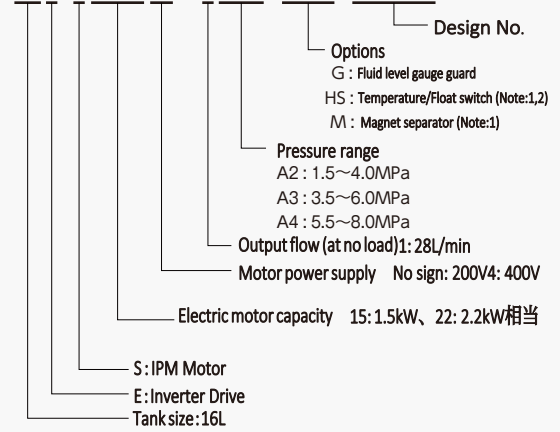 Design No.
Options
G : Fluid level gauge guard
HS : Temperature/Float switch (Note:1,2)
M : Magnet separator (Note:1)
Pressure range
A2 : 1.5～4.0MPa
A3 : 3.5～6.0MPa
A4 : 5.5～8.0MPa
Output flow (at no load)1: 28L/min
Motor power supply No sign: 200V4: 400V
Electric motor capacity 15: 1.5kW、22: 2.2kW相当
S : IPM Motor
E : Inverter Drive
Tank size : 16L